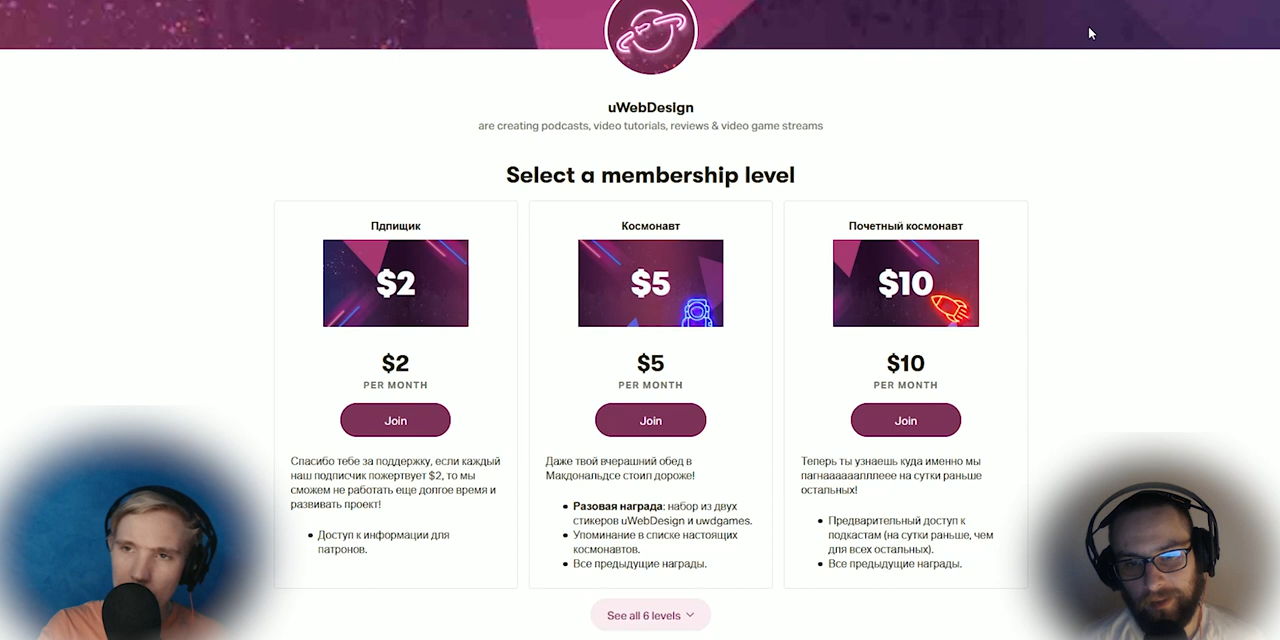 uWebDesign
are creating podcasts, video tutorials, reviews & video game streams
Select a membership level
Пдпищик
$2
$2
PER MONTH
Join
Спасибо тебе за поддержку, если каждый
наш подписчик пожертвует $2, то мы
сможем не работать еще долгое время и
развивать проект!
• Доступ к информации для
патронов.
Космонавт
$5
$5
PER MONTH
Join
Даже твой вчерашний обед в
Макдональдсе стоил дороже!
• Разовая награда: набор из двух
стикеров uWebDesign и uwdgames.
• Упоминание в списке настоящих
космонавтов.
• Все предыдущие награды.
Почетный космонавт
$10
$10
PER MONTH
Join
Теперь ты узнаешь куда именно мы
пагнаааааалллеее на сутки раньше
остальных!
• Предварительный доступ к
подкастам (на сутки раньше, чем
для всех остальных).
• Все предыдущие награды.
See all 6 levels